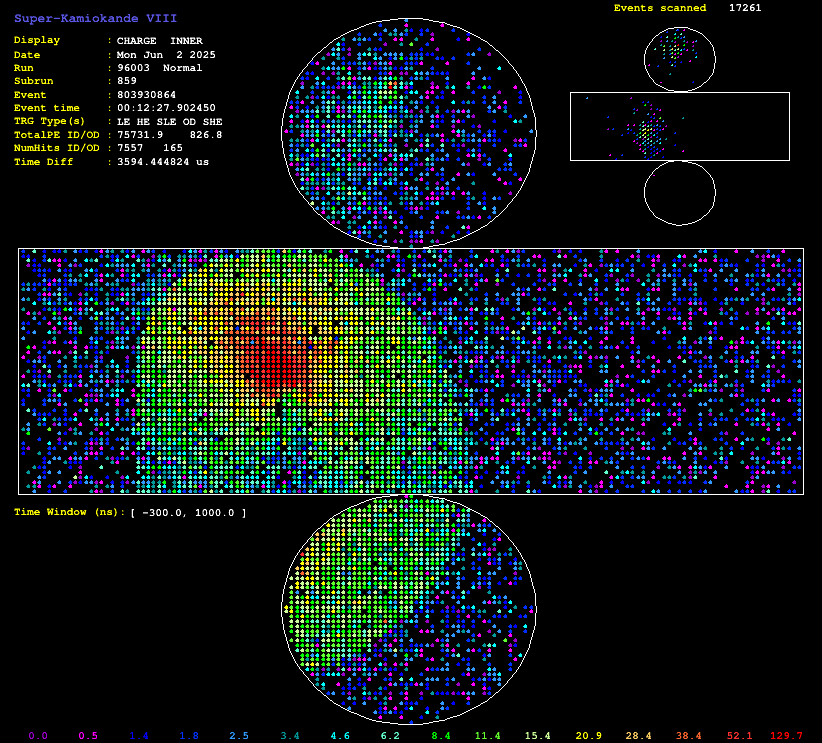 Super-Kamiokande VIII
Events scanned 17261
Display : CHARGE INNER
Date : Mon Jun 2 2025
Run : 96003 Normal
Subrun : 859
Event : 803930864
Event time : 00:12:27.902450
TRG Type(s) : LE HE SLE OD SHE
TotalPE ID/OD : 75731.9 826.8
NumHits ID/OD : 7557 165
Time Diff : 3594.444824 us
Time Window (ns): [ -300.0, 1000.0 ]
0.0 0.5 1.4 1.8 2.5 3.4 4.6 6.2 8.4 11.4 15.4 20.9 28.4 38.4 52.1 129.7